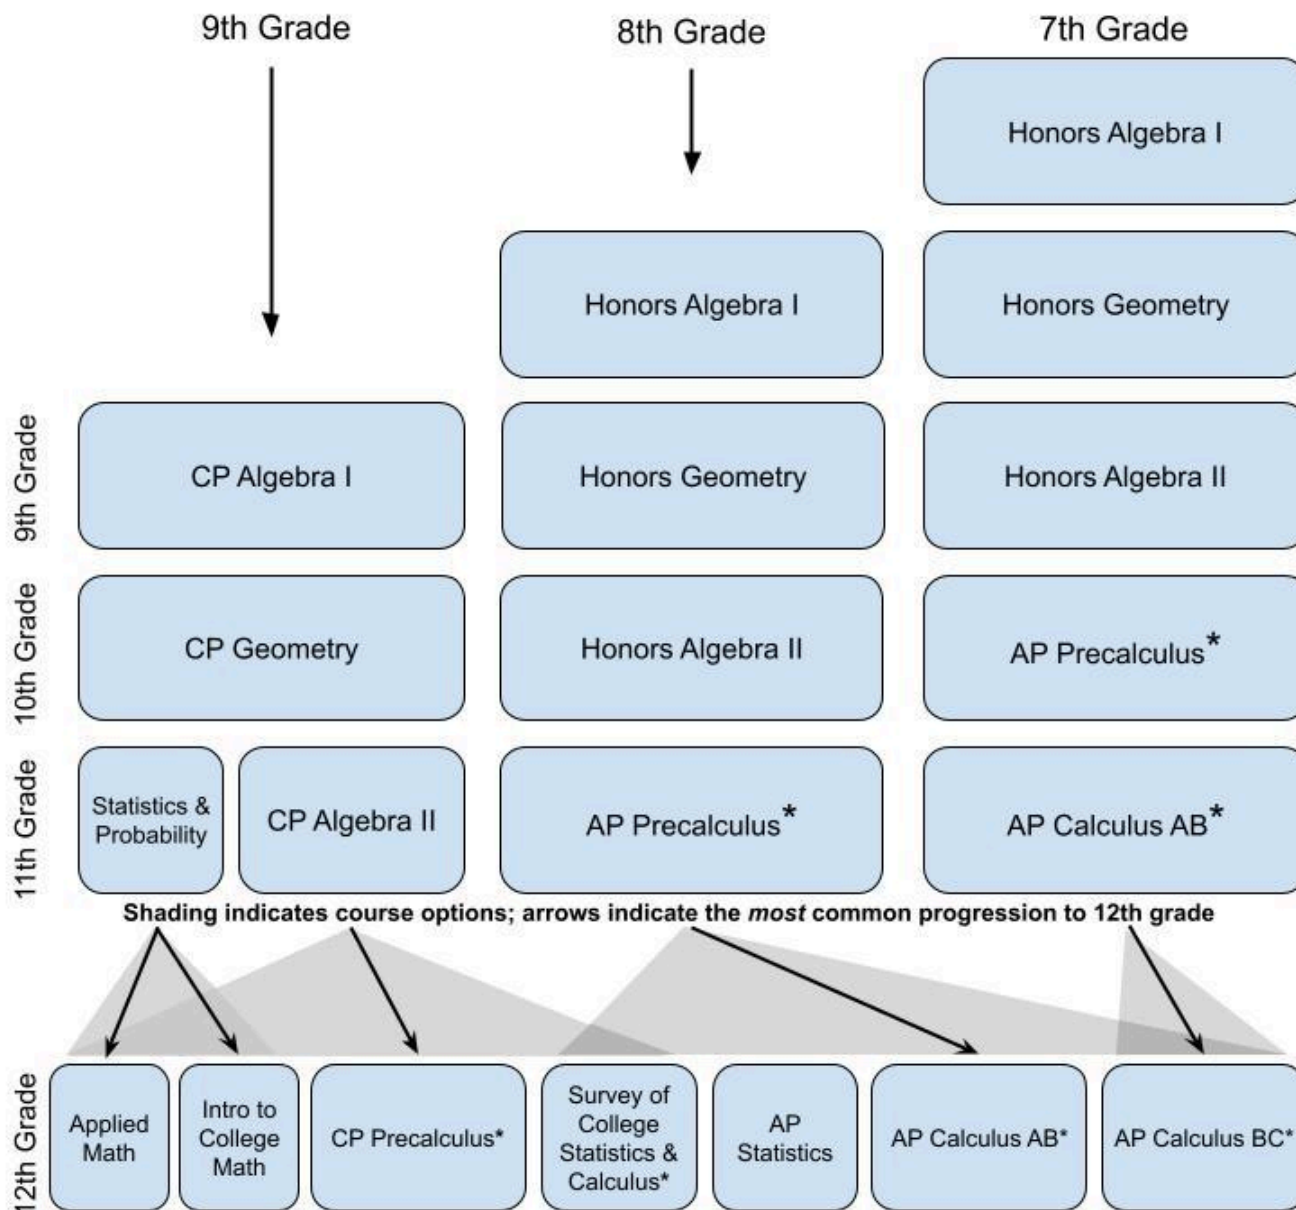 9th Grade
8th Grade
7th Grade
Honors Algebra I
Honors Algebra I
Honors Geometry
9th Grade
CP Algebra I
Honors Geometry
Honors Algebra II
10th Grade
CP Geometry
Honors Algebra II
AP Precalculus*
11th Grade
Statistics &
Probability
CP Algebra II
AP Precalculus*
AP Calculus AB*
Shading indicates course options; arrows indicate the most common progression to 12th grade
12th Grade
Applied
Math
Intro to
College
Math
CP Precalculus*
Survey of
College
Statistics &
Calculus*
AP
Statistics
AP Calculus AB*
AP Calculus BC*